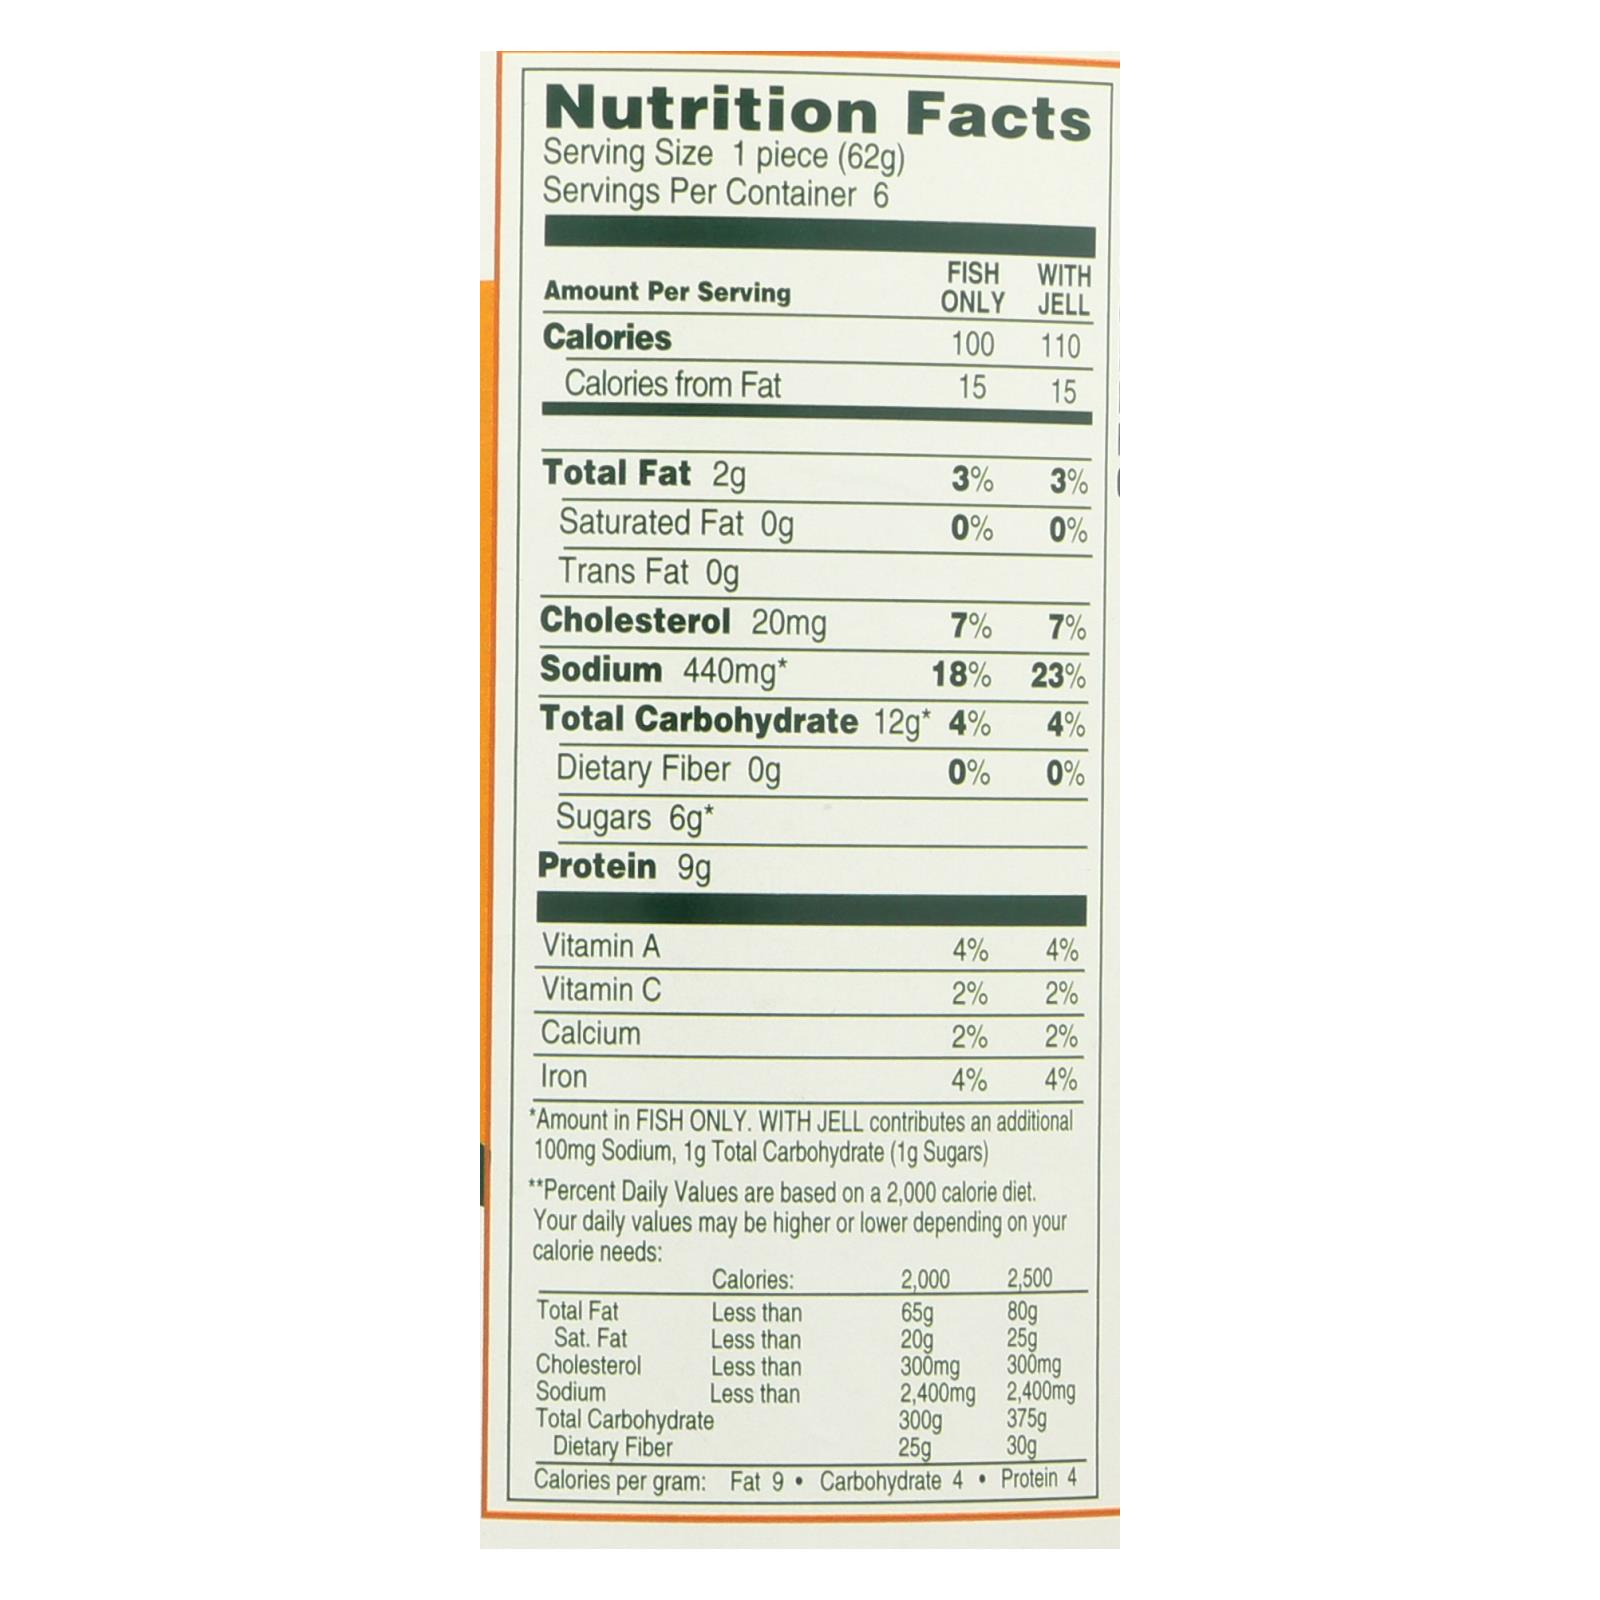 Nutrition Facts
Serving Size 1 piece (62g)
Servings Per Container 6
FISH WITH
Amount Per Serving ONLY JELL
Calories 100 110
Calories from Fat 15 15
Total Fat 2g 3% 3%
Saturated Fat 0g 0% 0%
Trans Fat 0g
Cholesterol 20mg 7% 7%
Sodium 440mg* 18% 23%
Total Carbohydrate 12g* 4% 4%
Dietary Fiber 0g 0% 0%
Sugars 6g*
Protein 9g
Vitamin A 4% 4%
Vitamin C 2% 2%
Calcium 2% 2%
Iron 4% 4%
*Amount in FISH ONLY. WITH JELL contributes an additional
100mg Sodium, 1g Total Carbohydrate (1g Sugars)
**Percent Daily Values are based on a 2,000 calorie diet.
Your daily values may be higher or lower depending on your
calorie needs:
Calories: 2,000 2,500
Total Fat Less than 65g 80g
Sat. Fat Less than 20g 25g
Cholesterol Less than 300mg 300mg
Sodium Less than 2,400mg 2,400mg
Total Carbohydrate 300g 375g
Dietary Fiber 25g 30g
Calories per gram: Fat 9 • Carbohydrate 4 • Protein 4